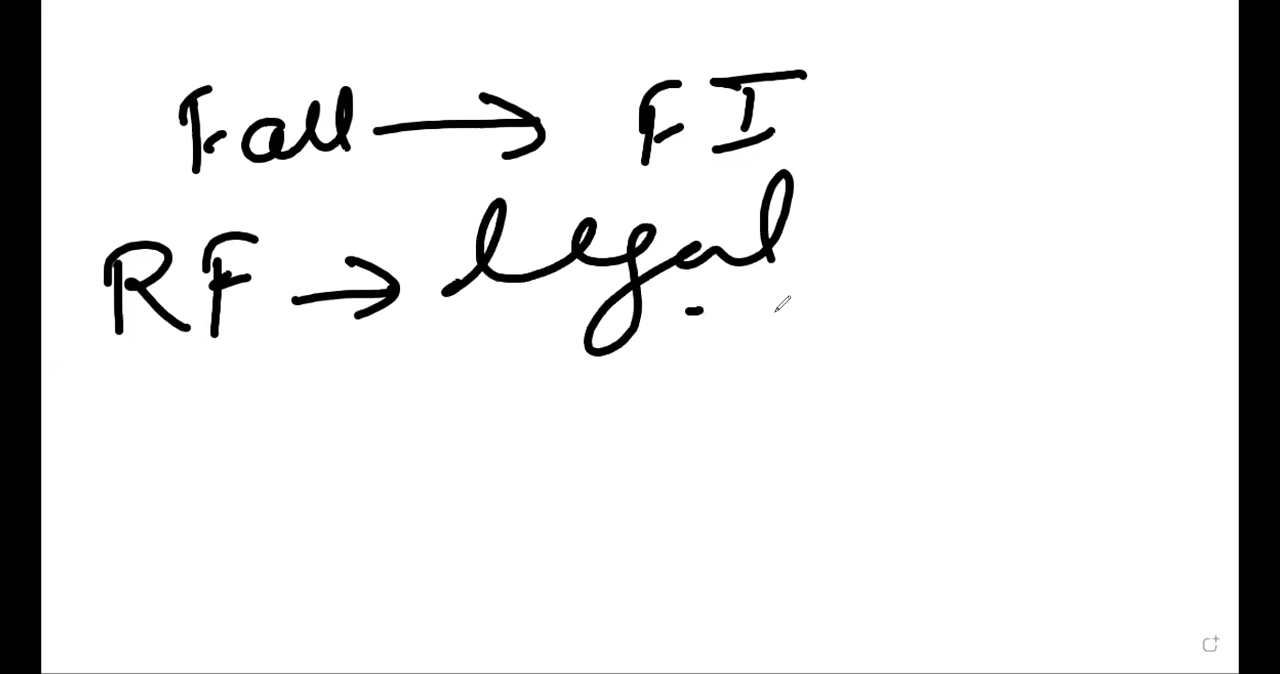 Fall → FI
RF → legal